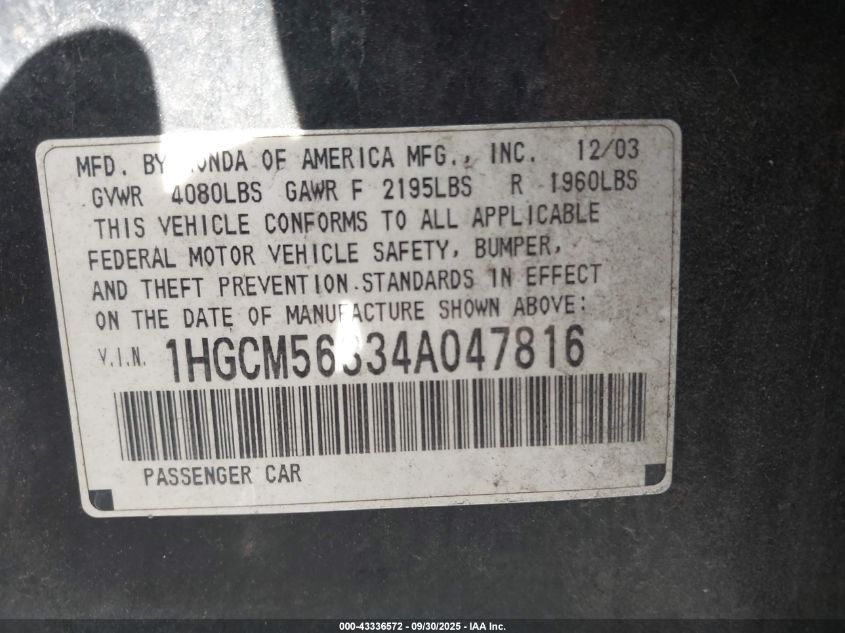 MFD. BY HONDA OF AMERICA MFG., INC. 12/03
GVWR 4080LBS GAWR F 2195LBS R 1960LBS
THIS VEHICLE CONFORMS TO ALL APPLICABLE
FEDERAL MOTOR VEHICLE SAFETY, BUMPER,
AND THEFT PREVENTION STANDARDS IN EFFECT
ON THE DATE OF MANUFACTURE SHOWN ABOVE:
V.I.N. 1HGCM56334A047816
PASSENGER CAR
000-43336572 — 09/30/2025 - IAA Inc.